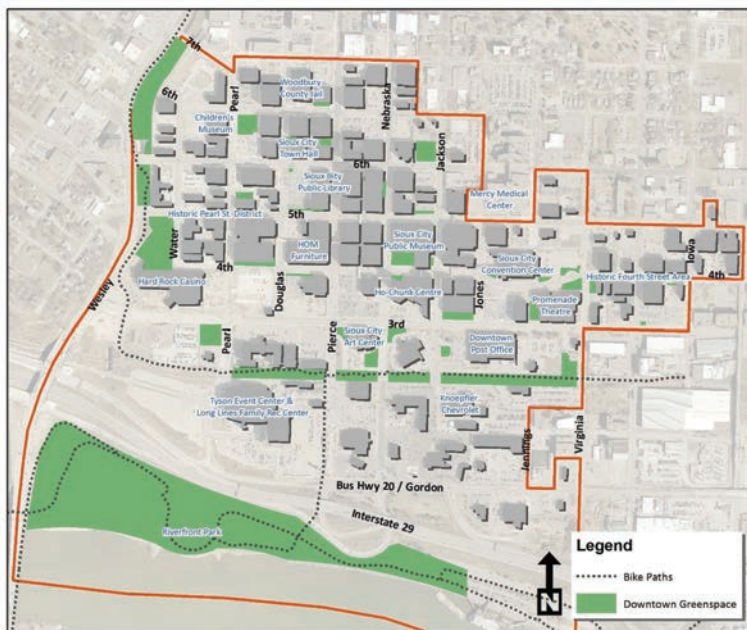 7th
6th
Pearl
Woodbury
County Jail
Nebraska
Children's
Museum
Sioux City
Town Hall
6th
Jackson
Sioux City
Public Library
Mercy Medical
Center
Historic Pearl St. District
5th
Water
HOM
Furniture
Sioux City
Public Museum
Sioux City
Convention Center
Iowa
4th
Historic Fourth Street Area
4th
Wesley
Hard Rock Casino
Douglas
Ho-Chunk Centre
Jones
Promenade
Theatre
Pearl
Pierce
3rd
Sioux City
Art Center
Downtown
Post Office
Tyson Event Center &
Long Lines Family Rec Center
Knoepfler
Chevrolet
Jennings
Virginia
Bus Hwy 20 / Gordon
Interstate 29
Riverfront Park
N
Legend
Bike Paths
Downtown Greenspace